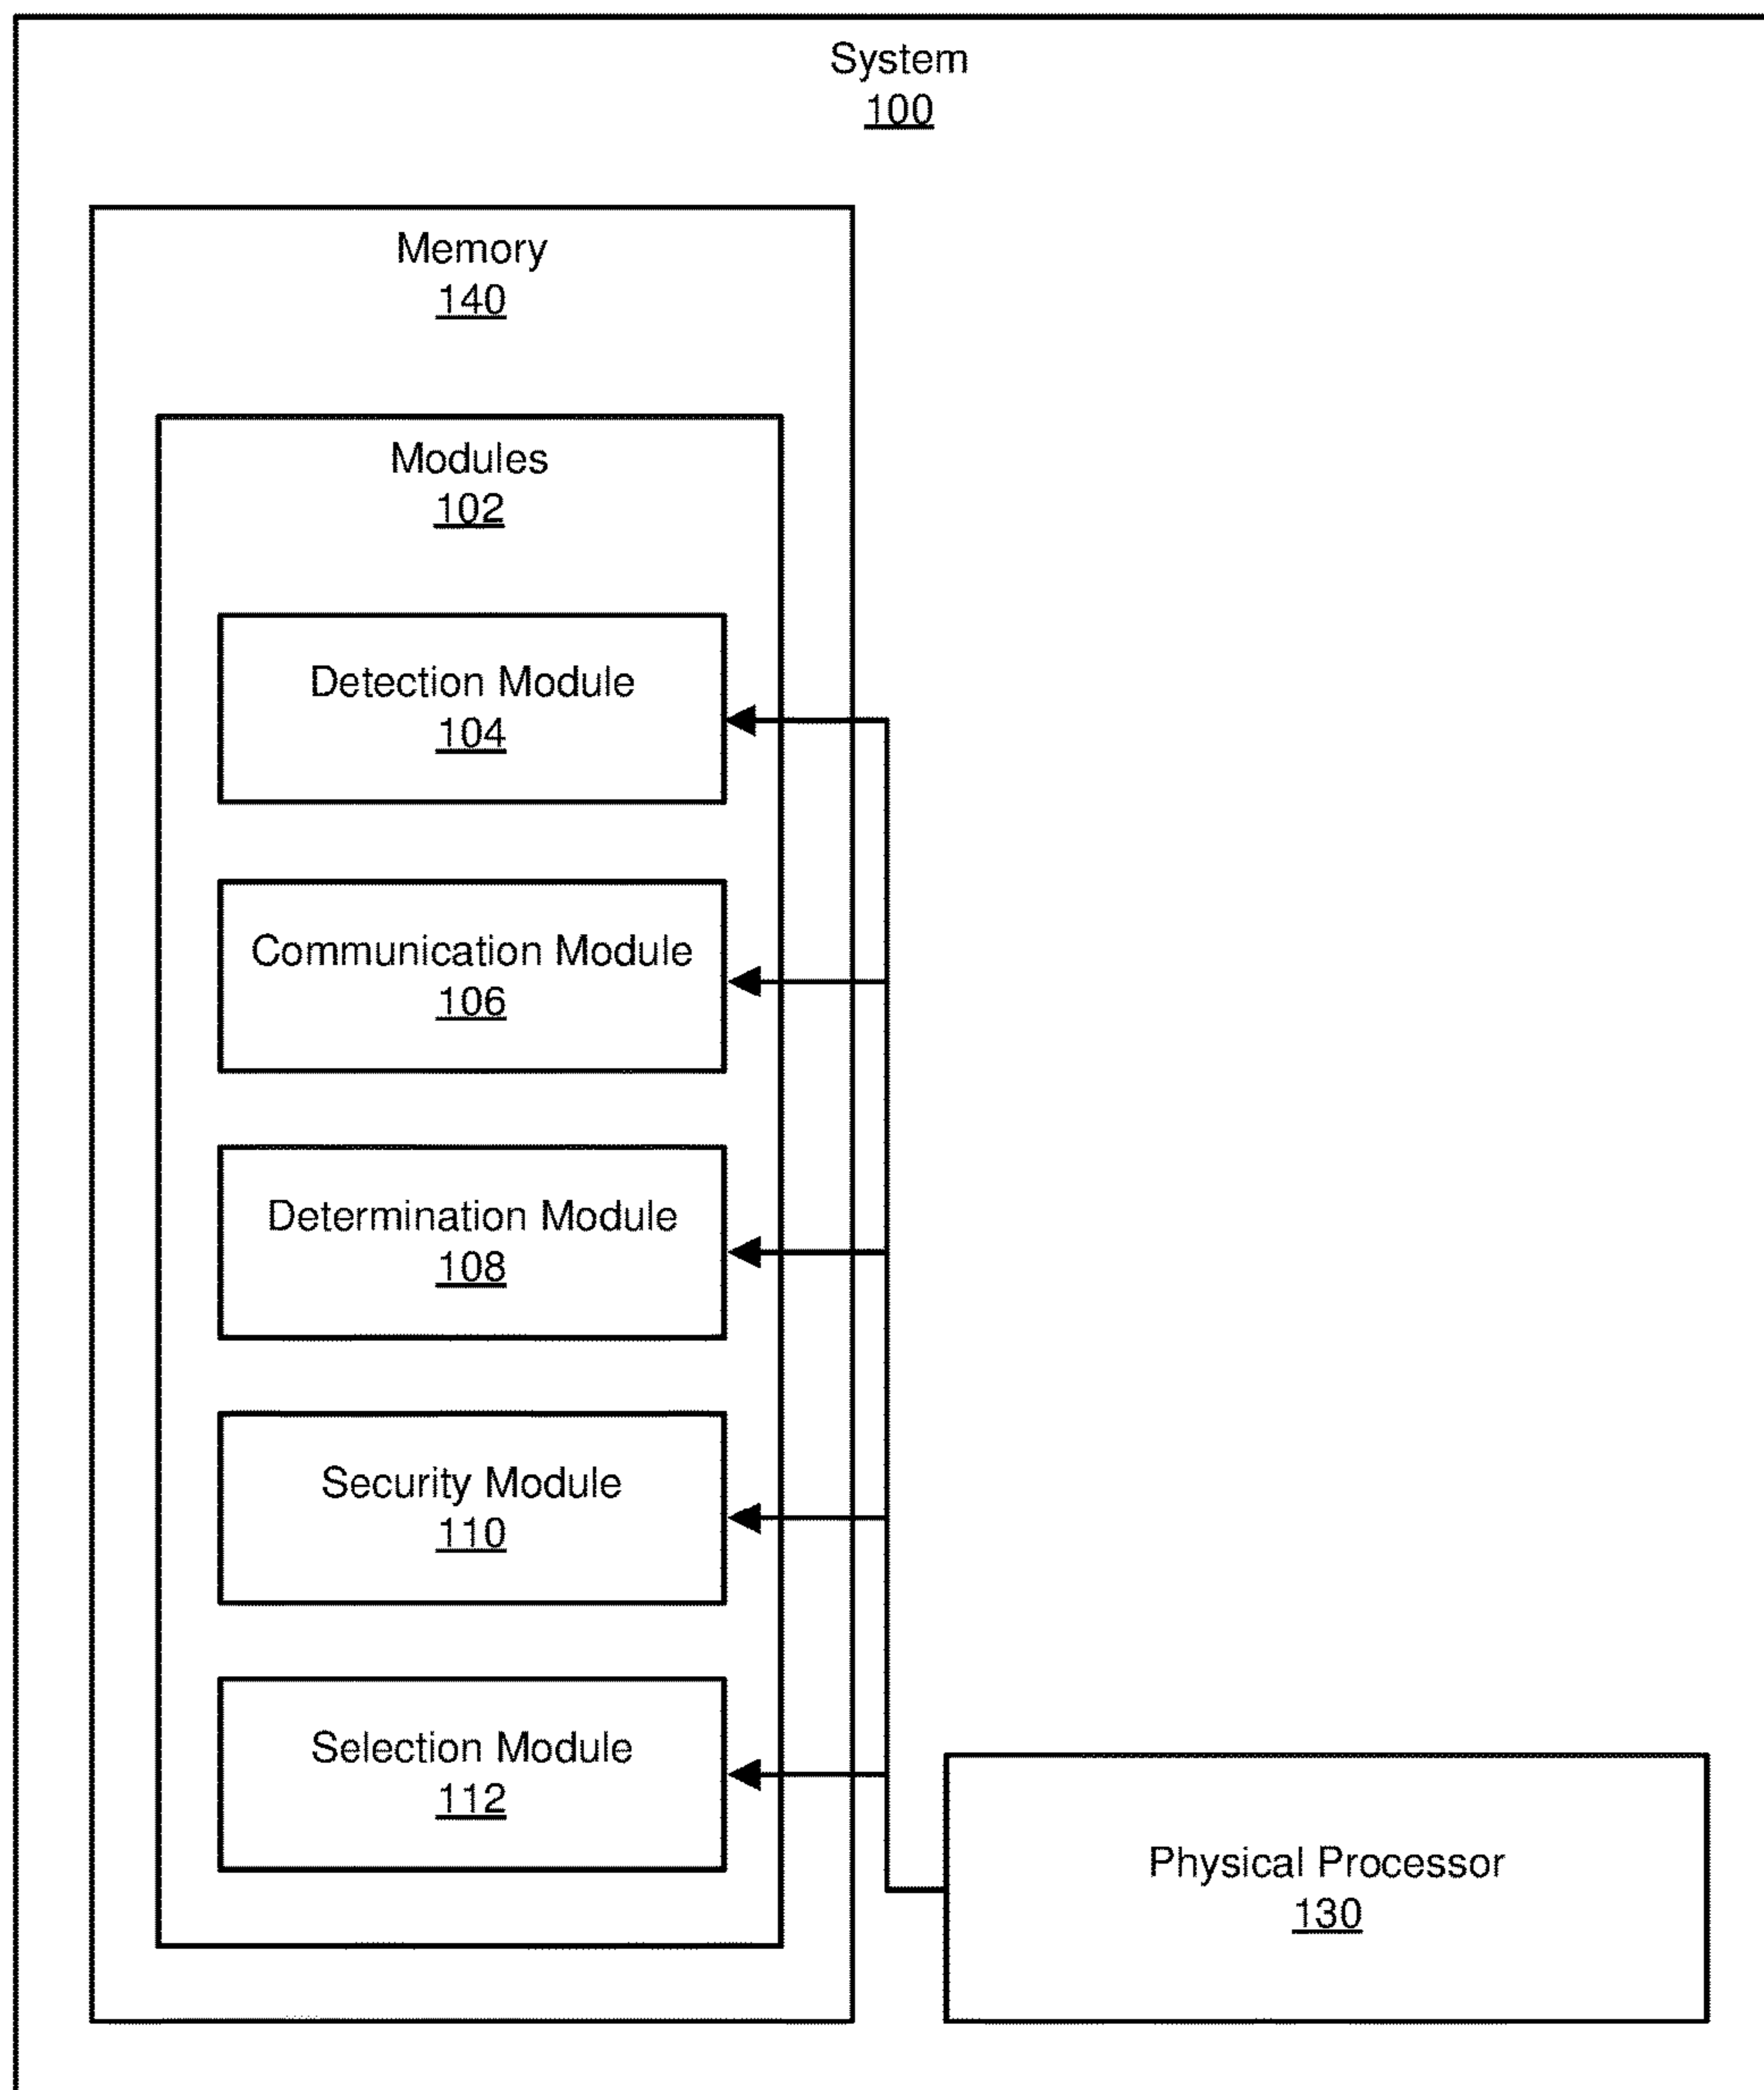 System
100
Memory
140
Modules
102
Detection Module
104
Communication Module
106
Determination Module
108
Security Module
110
Selection Module
112
Physical Processor
130